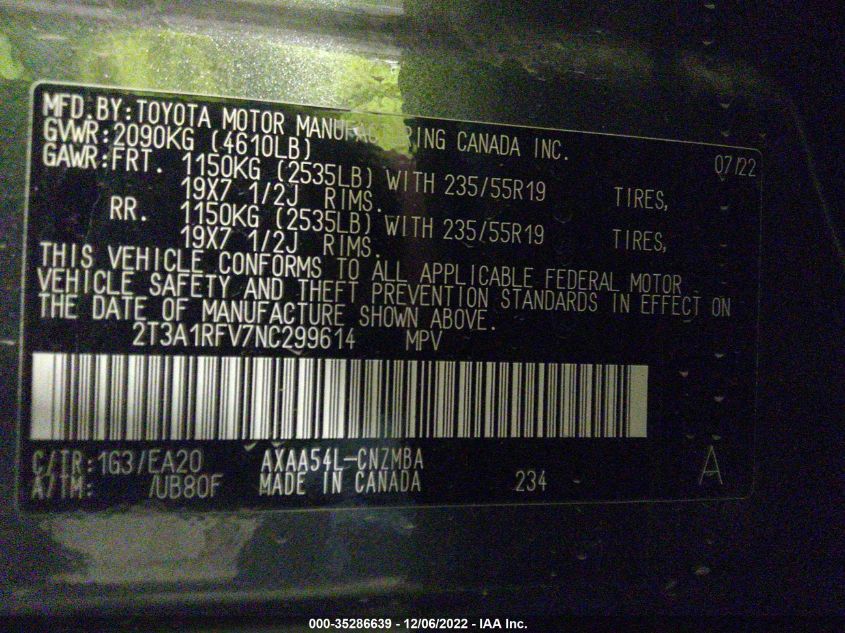 MFD.BY:TOYOTA MOTOR MANUFACTURING CANADA INC. 07/22
GVWR:2090KG (4610LB)
GAWR:FRT. 1150KG (2535LB) WITH 235/55R19 TIRES,
19X7 1/2J RIMS.
RR. 1150KG (2535LB) WITH 235/55R19 TIRES,
19X7 1/2J RIMS.
THIS VEHICLE CONFORMS TO ALL APPLICABLE FEDERAL MOTOR
VEHICLE SAFETY AND THEFT PREVENTION STANDARDS IN EFFECT ON
THE DATE OF MANUFACTURE SHOWN ABOVE.
2T3A1RFV7NC299614 MPV
C/TR:1G3/EA20 AXAA54L-CNZMBA A
A/TM: /UB80F MADE IN CANADA 234
000-35286639 - 12/06/2022 - IAA Inc.